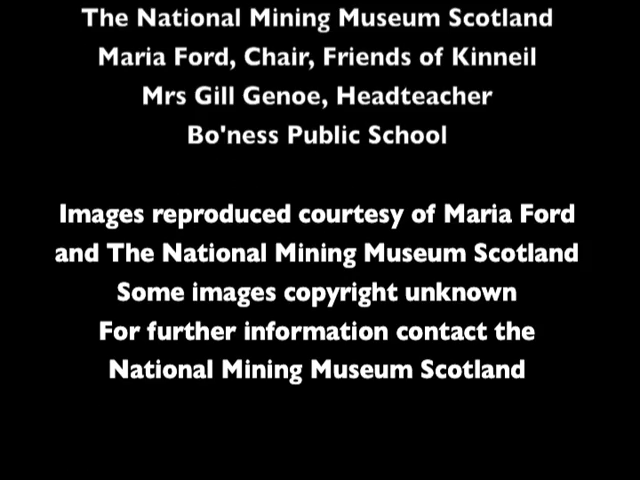 The National Mining Museum Scotland
Maria Ford, Chair, Friends of Kinneil
Mrs Gill Genoe, Headteacher
Bo'ness Public School
Images reproduced courtesy of Maria Ford
and The National Mining Museum Scotland
Some images copyright unknown
For further information contact the
National Mining Museum Scotland